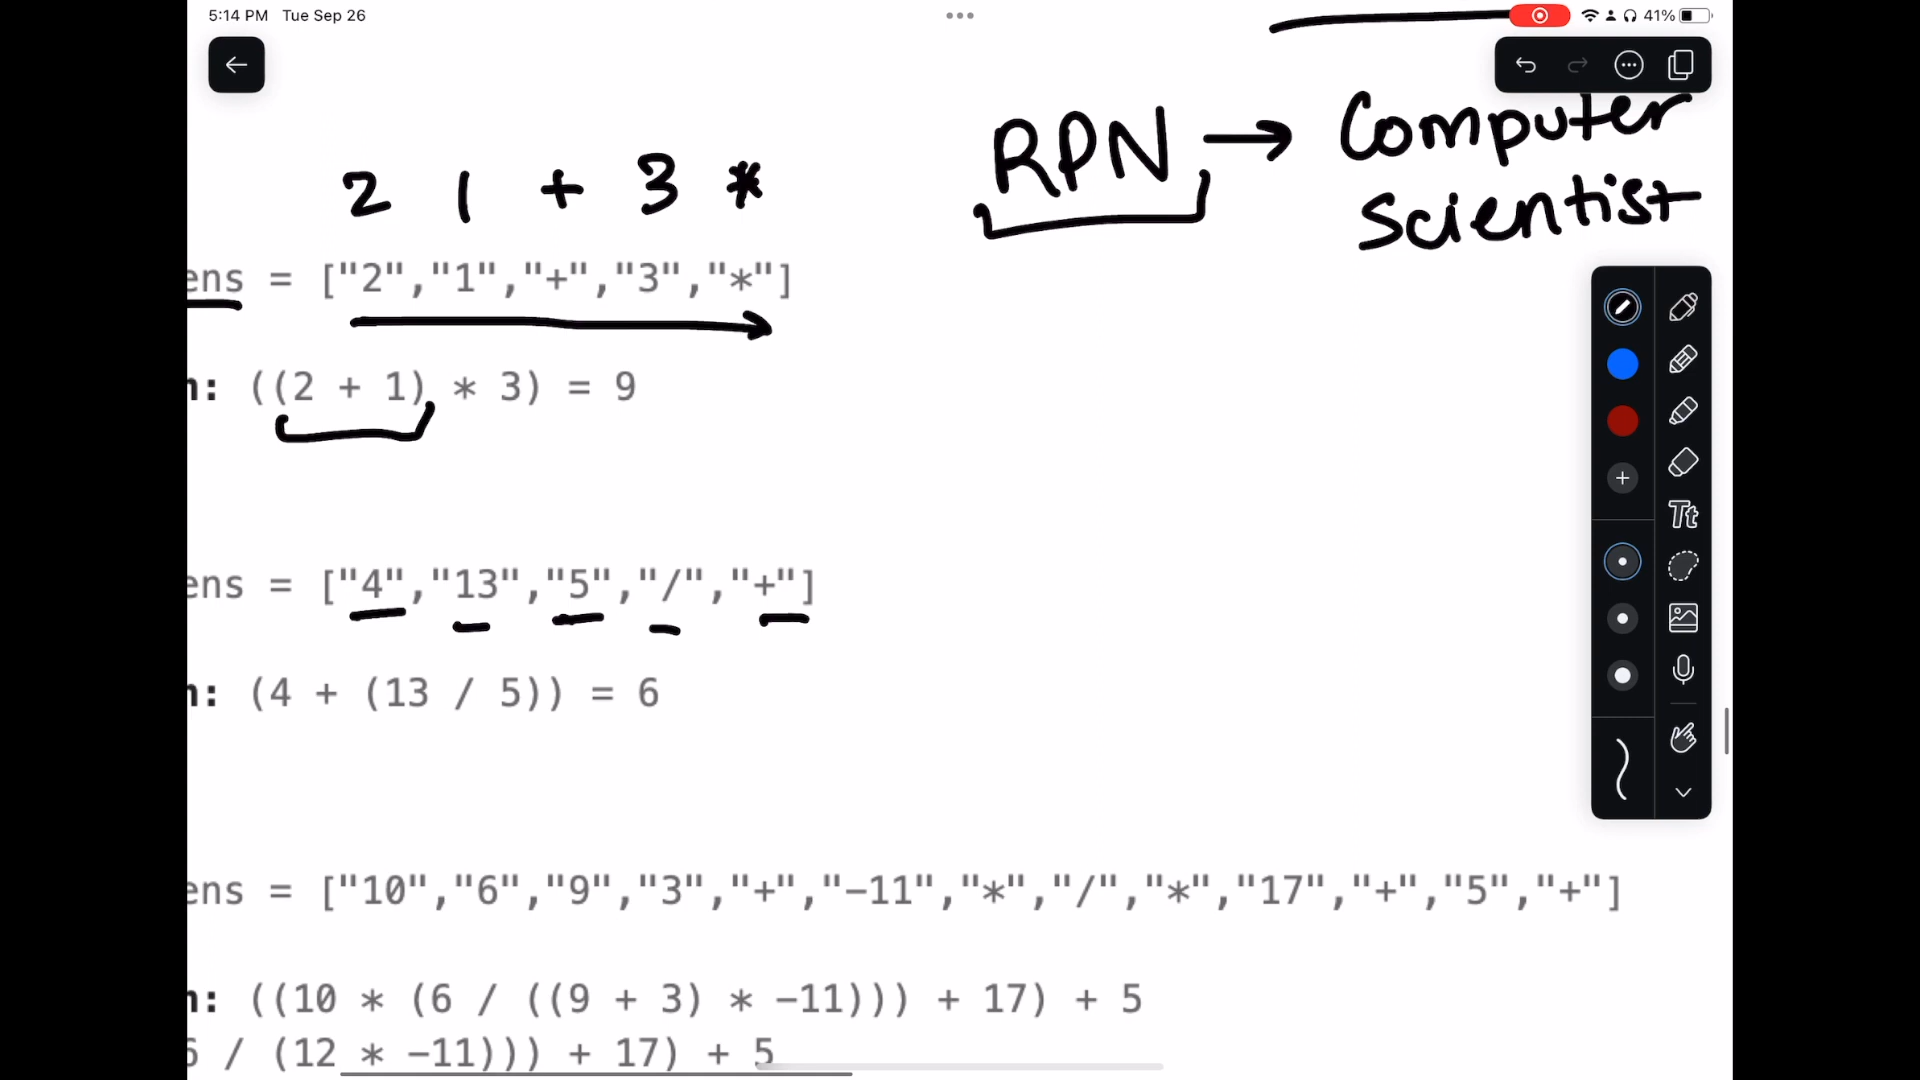 5:14 PM Tue Sep 26
41%
RPN → Computer
scientist
2 1 + 3 *
ens = ["2","1","+","3","*"]
n: ((2 + 1) * 3) = 9
ens = ["4","13","5","/","+"]
n: (4 + (13 / 5)) = 6
ens = ["10","6","9","3","+","-11","*","/","*","17","+","5","+"]
n: ((10 * (6 / ((9 + 3) * -11))) + 17) + 5
6 / (12 * -11))) + 17) + 5
Tt